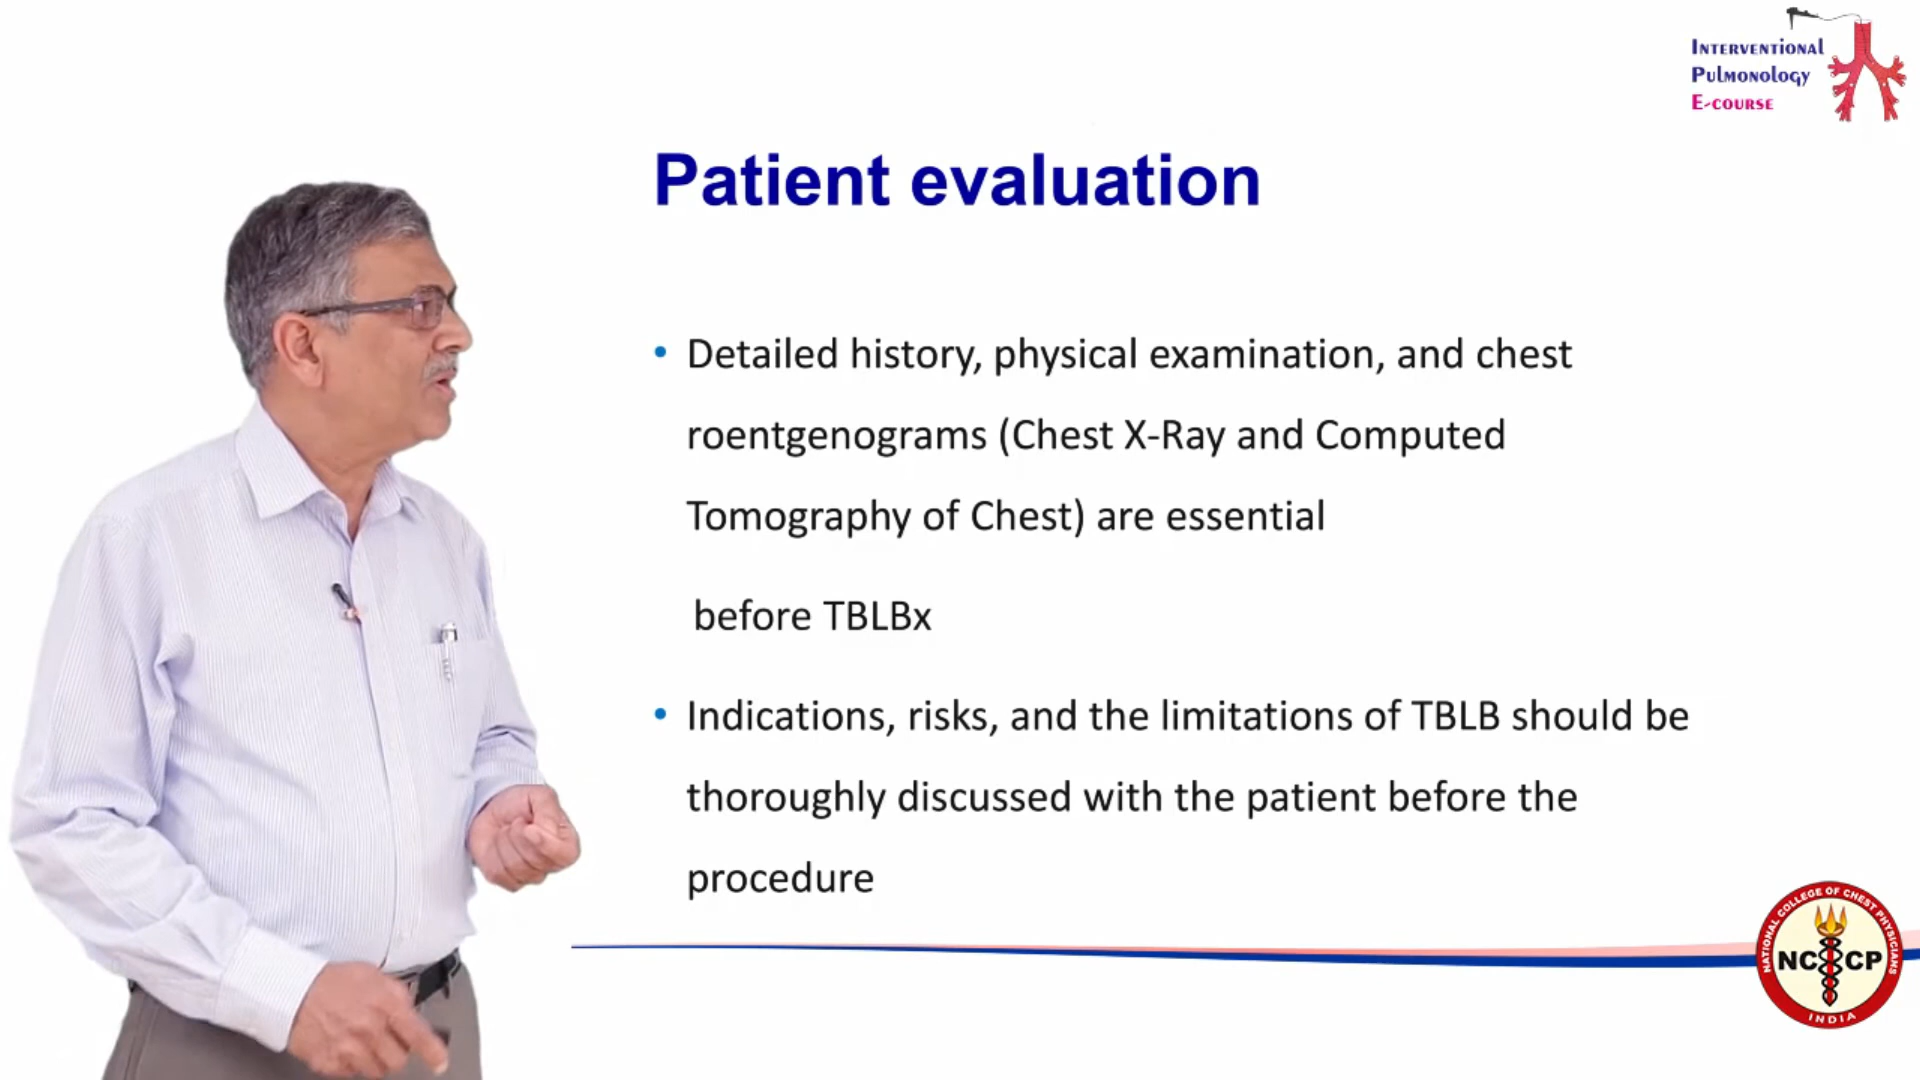 INTERVENTIONAL
PULMONOLOGY
E-COURSE
Patient evaluation
• Detailed history, physical examination, and chest
roentgenograms (Chest X-Ray and Computed
Tomography of Chest) are essential
before TBLBx
• Indications, risks, and the limitations of TBLB should be
thoroughly discussed with the patient before the
procedure
NATIONAL COLLEGE OF CHEST PHYSICIANS
NCCP
INDIA